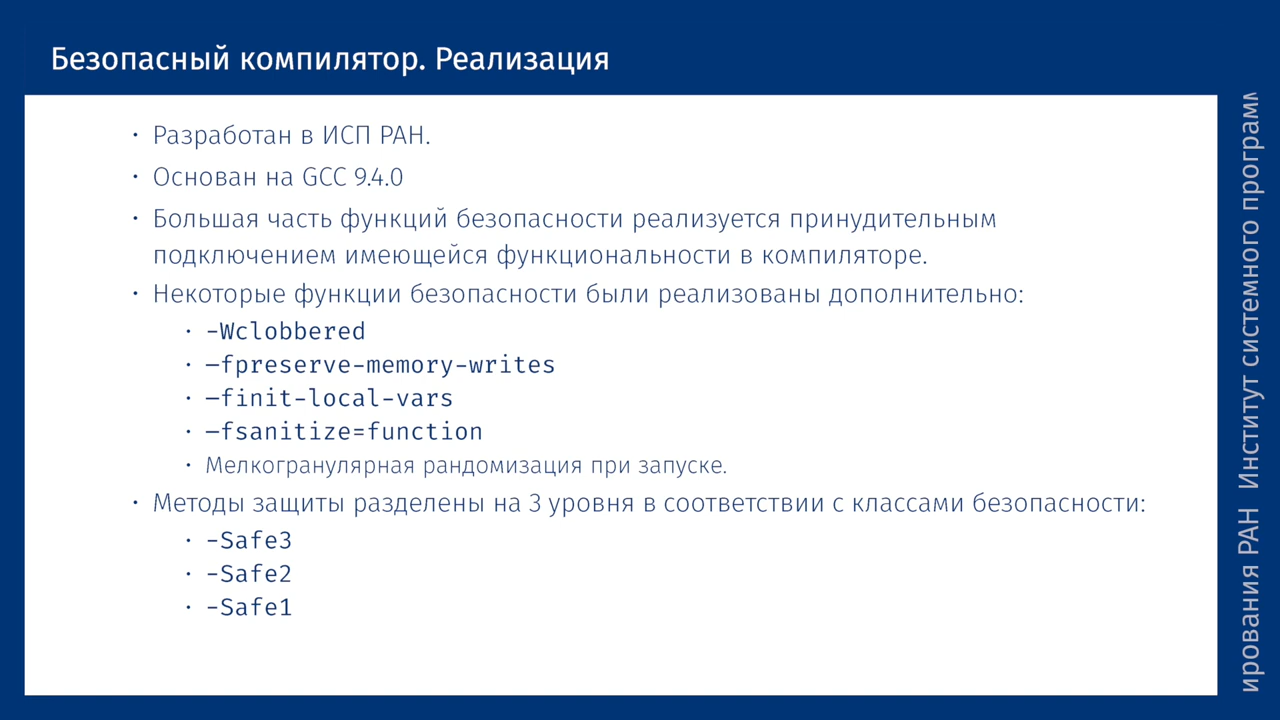 Безопасный компилятор. Реализация
• Разработан в ИСП РАН.
• Основан на GCC 9.4.0
• Большая часть функций безопасности реализуется принудительным
подключением имеющейся функциональности в компиляторе.
• Некоторые функции безопасности были реализованы дополнительно:
• -Wclobbered
• –fpreserve-memory-writes
• –finit-local-vars
• –fsanitize=function
• Мелкогранулярная рандомизация при запуске.
• Методы защиты разделены на 3 уровня в соответствии с классами безопасности:
• -Safe3
• -Safe2
• -Safe1
ирования РАН Институт системного програм